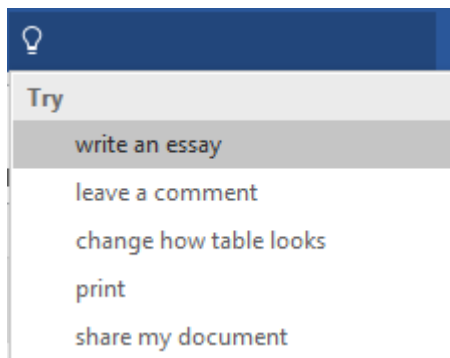 Try
write an essay
leave a comment
change how table looks
print
share my document